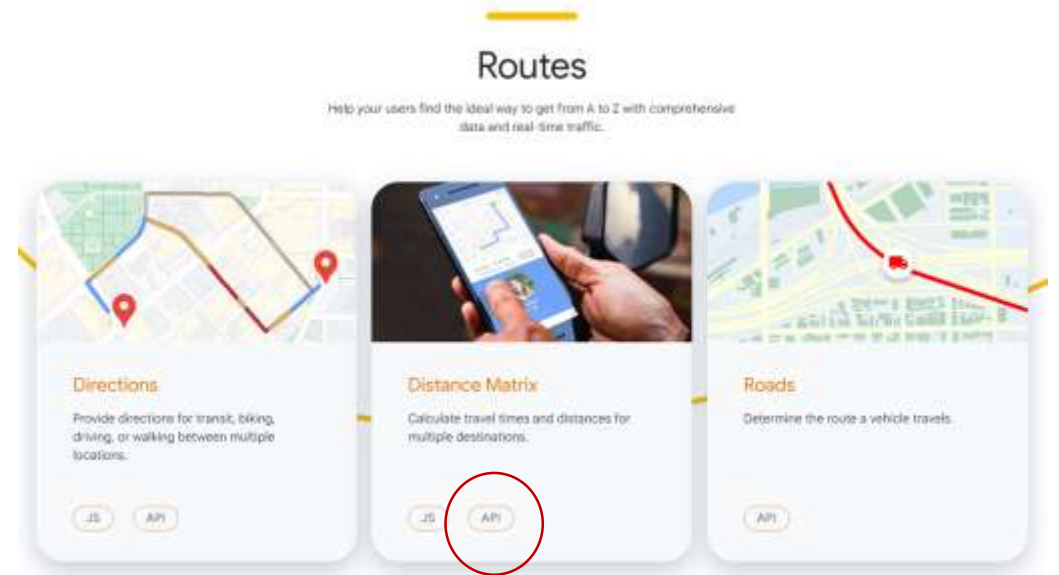 Routes
Help your users find the ideal way to get from A to Z with comprehensive
data and real-time traffic.
Directions
Provide directions for transit, biking,
driving, or walking between multiple
locations.
JS API
Distance Matrix
Calculate travel times and distances for
multiple destinations.
JS API
Roads
Determine the route a vehicle travels.
API